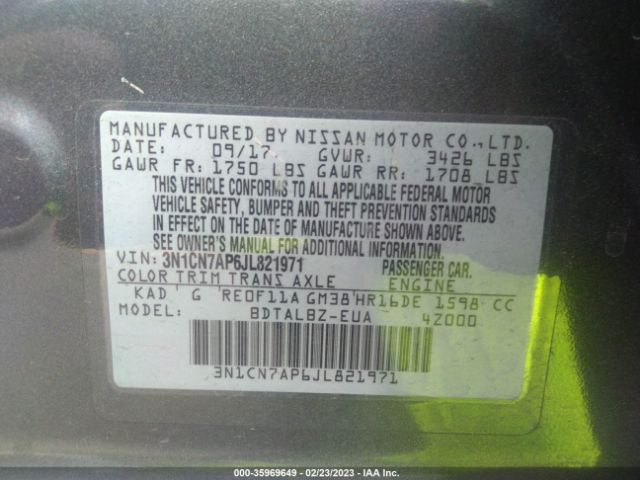 MANUFACTURED BY NISSAN MOTOR CO.,LTD.
DATE: 09/17 GVWR: 3426 LBS
GAWR FR: 1750 LBS GAWR RR: 1708 LBS
THIS VEHICLE CONFORMS TO ALL APPLICABLE FEDERAL MOTOR
VEHICLE SAFETY, BUMPER AND THEFT PREVENTION STANDARDS
IN EFFECT ON THE DATE OF MANUFACTURE SHOWN ABOVE.
SEE OWNER'S MANUAL FOR ADDITIONAL INFORMATION.
VIN: 3N1CN7AP6JL821971 PASSENGER CAR.
COLOR TRIM TRANS AXLE ENGINE
KAD G RE0F11A GM38 HR16DE 1598 CC
BDTALBZ-EUA 4Z000
3N1CN7AP6JL821971
000-35969649 - 02/23/2023 - IAA Inc.